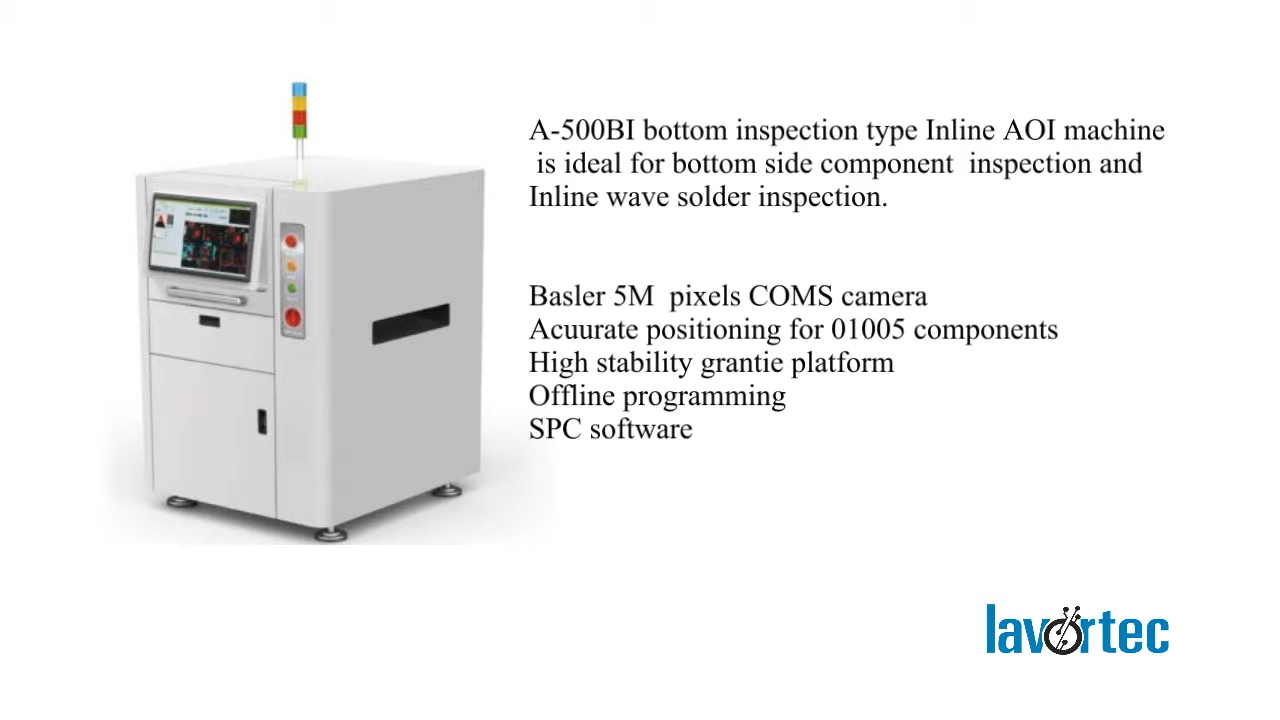 A-500BI bottom inspection type Inline AOI machine
is ideal for bottom side component inspection and
Inline wave solder inspection.
Basler 5M pixels COMS camera
Acuurate positioning for 01005 components
High stability grantie platform
Offline programming
SPC software
lavortec